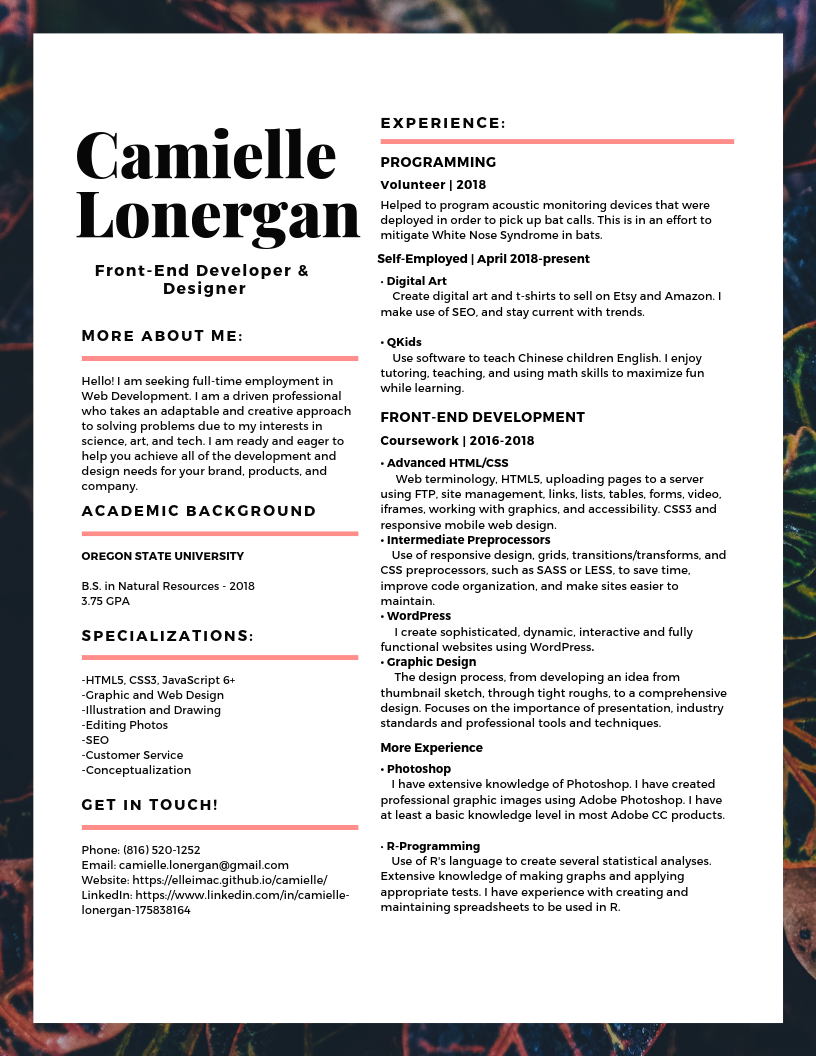 Camielle
Lonergan
Front-End Developer &
Designer
MORE ABOUT ME:
Hello! I am seeking full-time employment in
Web Development. I am a driven professional
who takes an adaptable and creative approach
to solving problems due to my interests in
science, art, and tech. I am ready and eager to
help you achieve all of the development and
design needs for your brand, products, and
company.
ACADEMIC BACKGROUND
OREGON STATE UNIVERSITY
B.S. in Natural Resources - 2018
3.75 GPA
SPECIALIZATIONS:
-HTML5, CSS3, JavaScript 6+
-Graphic and Web Design
-Illustration and Drawing
-Editing Photos
-SEO
-Customer Service
-Conceptualization
GET IN TOUCH!
Phone: (816) 520-1252
Email: camielle.lonergan@gmail.com
Website: https://elleimac.github.io/camielle/
LinkedIn: https://www.linkedin.com/in/camielle-
lonergan-175838164
EXPERIENCE:
PROGRAMMING
Volunteer | 2018
Helped to program acoustic monitoring devices that were
deployed in order to pick up bat calls. This is in an effort to
mitigate White Nose Syndrome in bats.
Self-Employed | April 2018-present
• Digital Art
Create digital art and t-shirts to sell on Etsy and Amazon. I
make use of SEO, and stay current with trends.
• QKids
Use software to teach Chinese children English. I enjoy
tutoring, teaching, and using math skills to maximize fun
while learning.
FRONT-END DEVELOPMENT
Coursework | 2016-2018
• Advanced HTML/CSS
Web terminology, HTML5, uploading pages to a server
using FTP, site management, links, lists, tables, forms, video,
iframes, working with graphics, and accessibility. CSS3 and
responsive mobile web design.
• Intermediate Preprocessors
Use of responsive design, grids, transitions/transforms, and
CSS preprocessors, such as SASS or LESS, to save time,
improve code organization, and make sites easier to
maintain.
• WordPress
I create sophisticated, dynamic, interactive and fully
functional websites using WordPress.
• Graphic Design
The design process, from developing an idea from
thumbnail sketch, through tight roughs, to a comprehensive
design. Focuses on the importance of presentation, industry
standards and professional tools and techniques.
More Experience
• Photoshop
I have extensive knowledge of Photoshop. I have created
professional graphic images using Adobe Photoshop. I have
at least a basic knowledge level in most Adobe CC products.
• R-Programming
Use of R's language to create several statistical analyses.
Extensive knowledge of making graphs and applying
appropriate tests. I have experience with creating and
maintaining spreadsheets to be used in R.